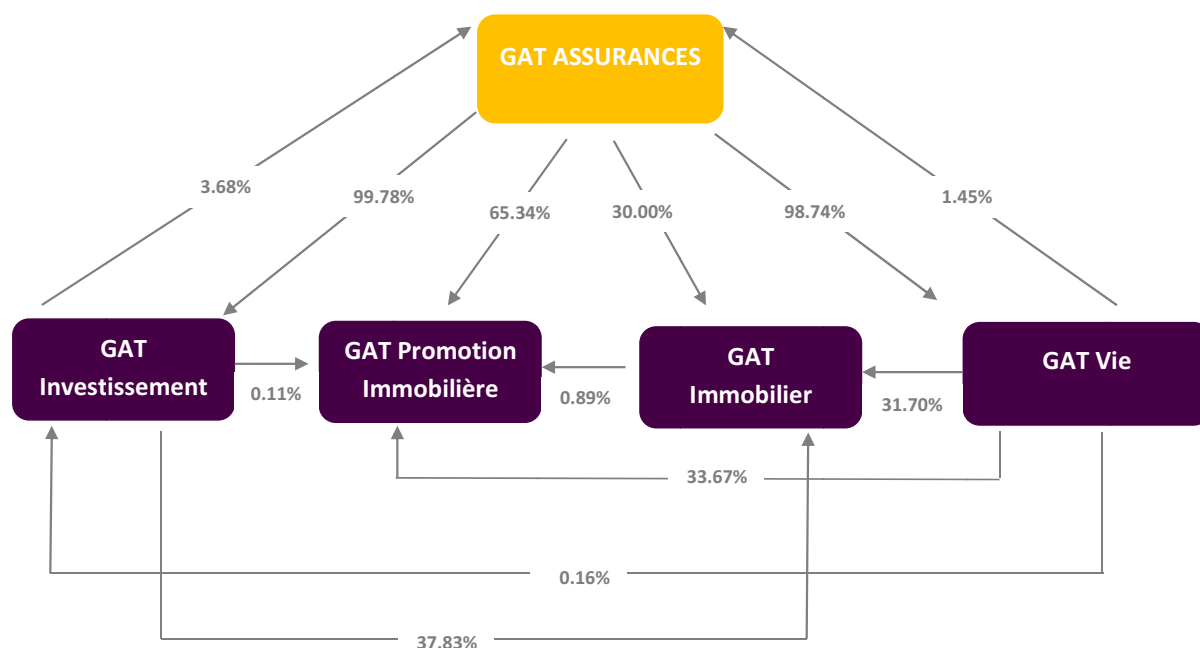 GAT ASSURANCES
3.68%
99.78%
65.34%
30.00%
98.74%
1.45%
GAT
Investissement
0.11%
GAT Promotion
Immobilière
0.89%
GAT
Immobilier
31.70%
GAT Vie
33.67%
0.16%
37.83%